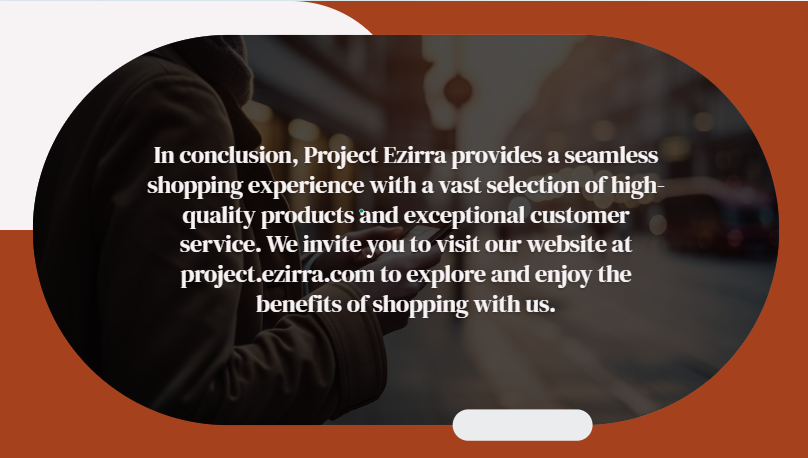 In conclusion, Project Ezirra provides a seamless
shopping experience with a vast selection of high-
quality products and exceptional customer
service. We invite you to visit our website at
project.ezirra.com to explore and enjoy the
benefits of shopping with us.